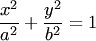 x²/a² + y²/b² = 1